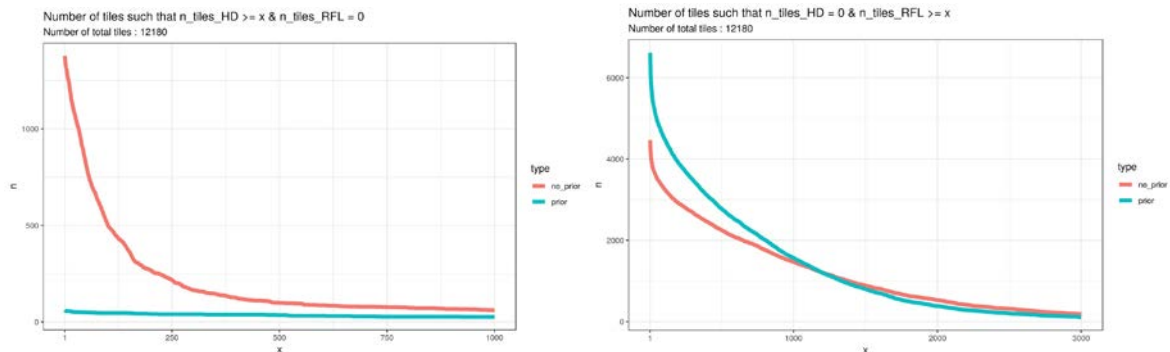 Number of tiles such that n_tiles_HD >= x & n_tiles_RFL = 0
Number of total tiles : 12180
1000
500
0
n
1
250
500
750
1000
x
type
no_prior
prior
Number of tiles such that n_tiles_HD = 0 & n_tiles_RFL >= x
Number of total tiles : 12180
6000
4000
2000
0
n
1
1000
2000
3000
x
type
no_prior
prior